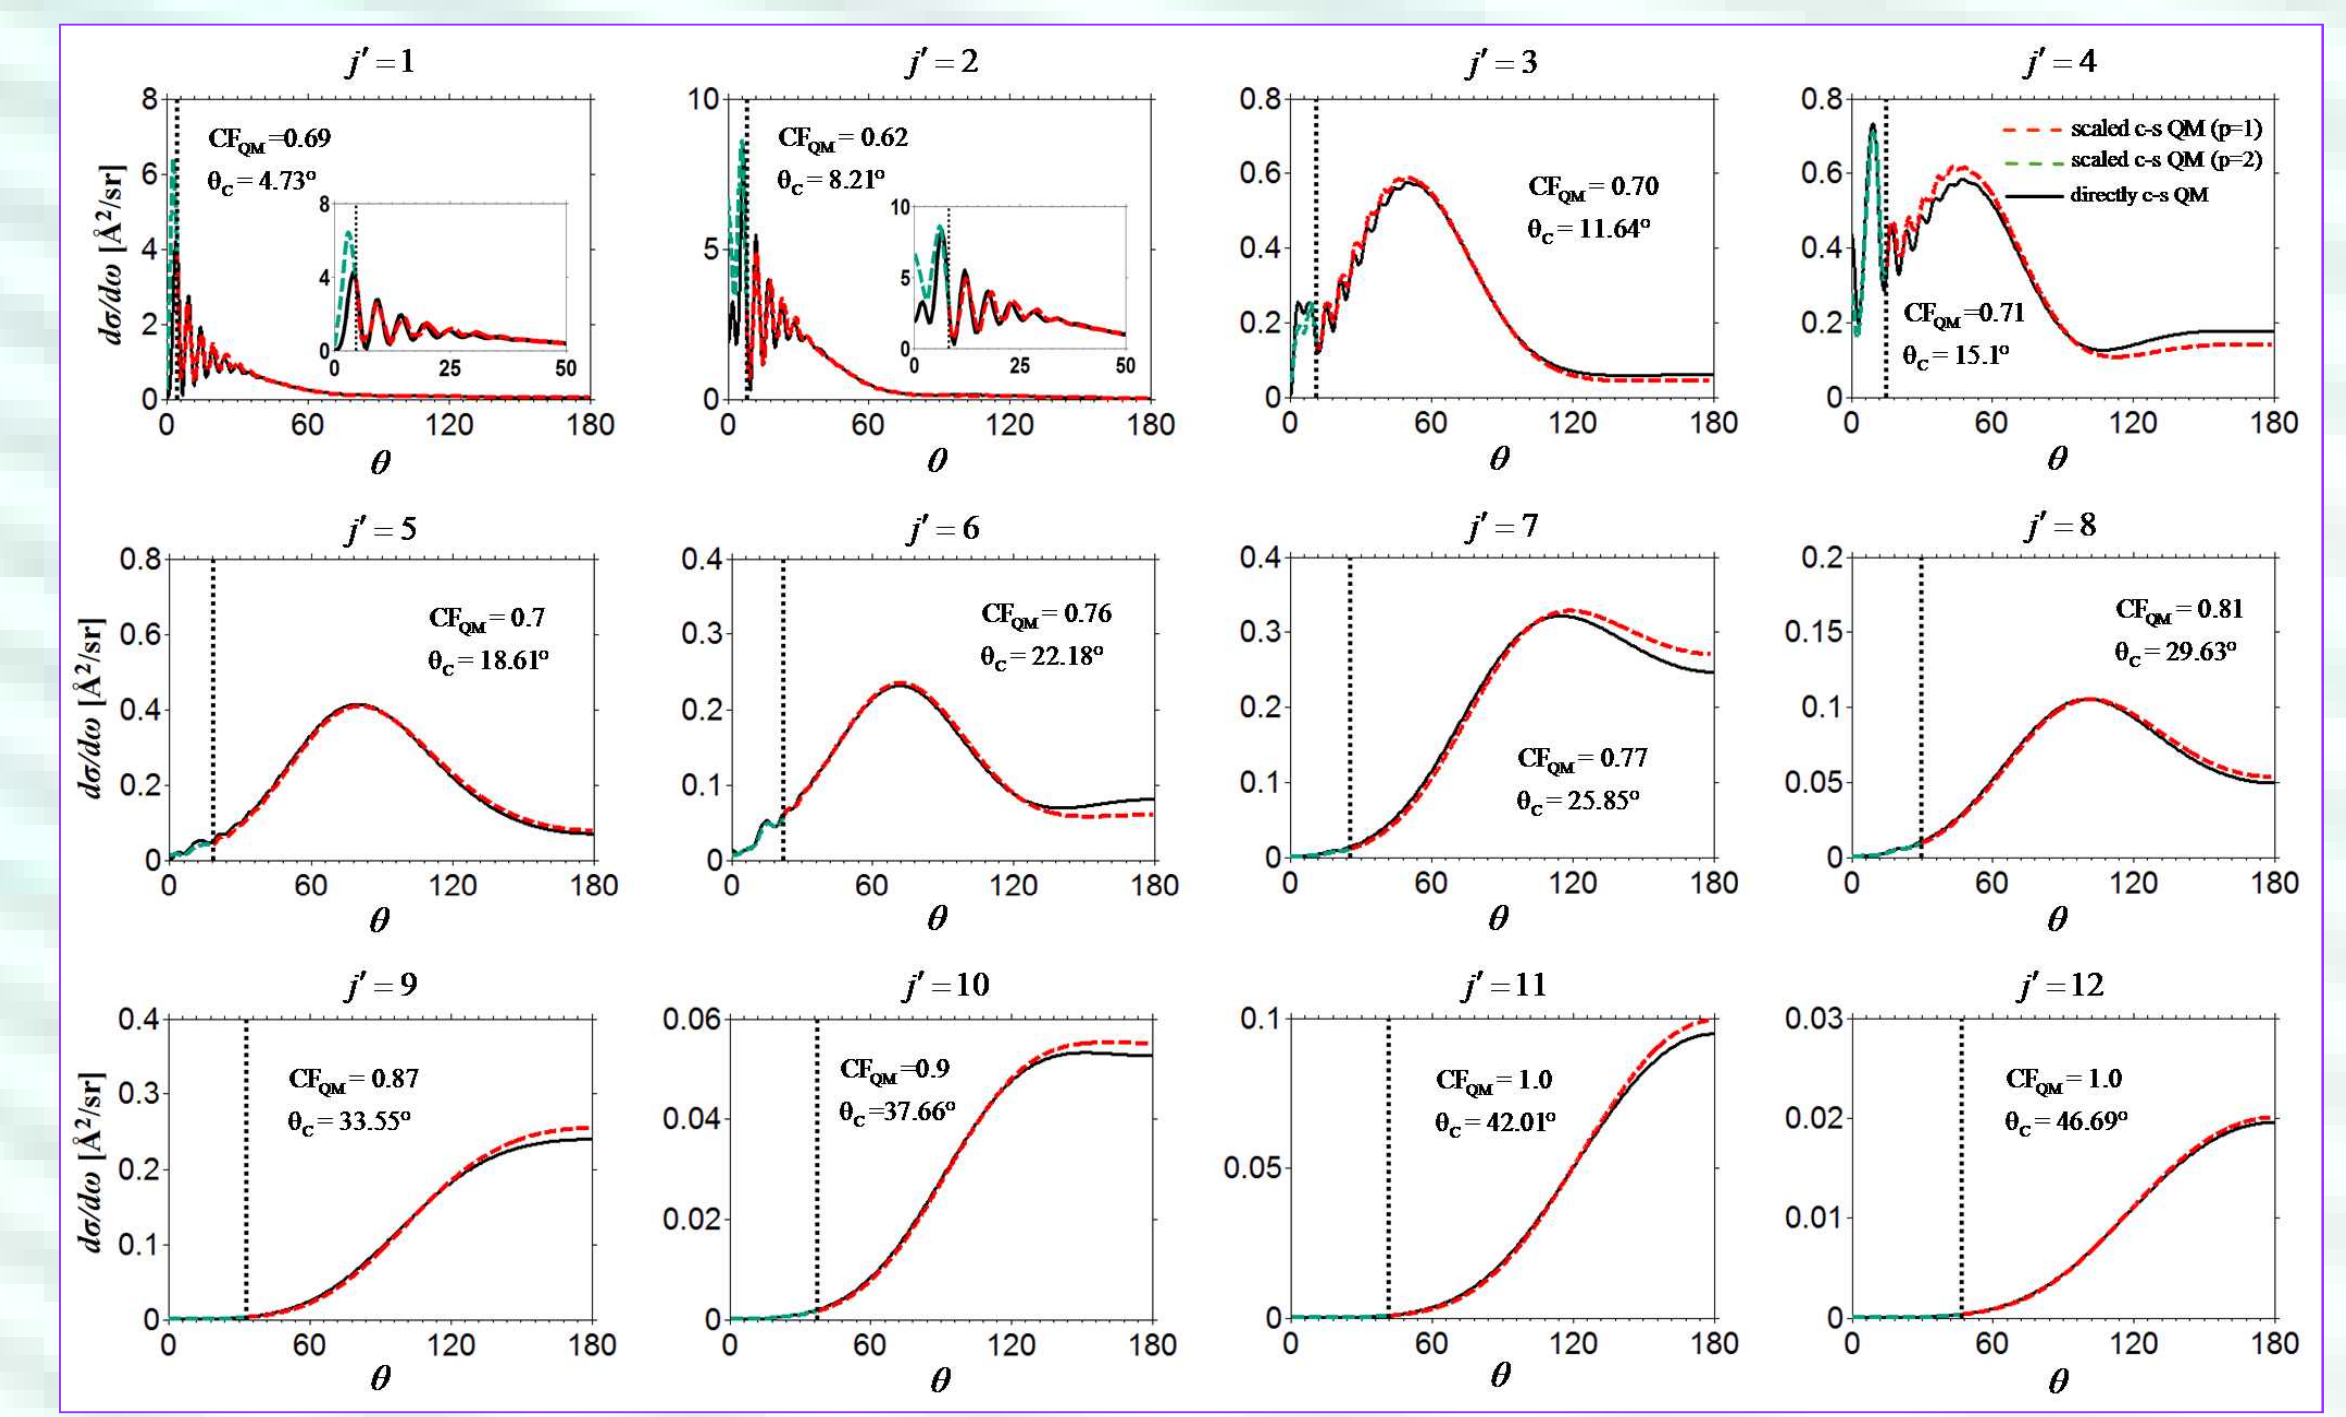 j′ = 1
8
6
4
2
0
dσ/dω [Å²/sr]
CF_QM =0.69
θ_C = 4.73°
8
4
0
0 25 50
0 60 120 180
θ
j′ = 2
10
5
0
CF_QM = 0.62
θ_C = 8.21°
10
5
0
0 25 50
0 60 120 180
θ
j′ = 3
0.8
0.6
0.4
0.2
0
CF_QM = 0.70
θ_C = 11.64°
0 60 120 180
θ
j′ = 4
0.8
0.6
0.4
0.2
0
scaled c-s QM (p=1)
scaled c-s QM (p=2)
directly c-s QM
CF_QM =0.71
θ_C = 15.1°
0 60 120 180
θ
j′ = 5
0.8
0.6
0.4
0.2
0
dσ/dω [Å²/sr]
CF_QM = 0.7
θ_C = 18.61°
0 60 120 180
θ
j′ = 6
0.4
0.3
0.2
0.1
0
CF_QM = 0.76
θ_C = 22.18°
0 60 120 180
θ
j′ = 7
0.4
0.3
0.2
0.1
0
CF_QM = 0.77
θ_C = 25.85°
0 60 120 180
θ
j′ = 8
0.2
0.15
0.1
0.05
0
CF_QM = 0.81
θ_C = 29.63°
0 60 120 180
θ
j′ = 9
0.4
0.3
0.2
0.1
0
dσ/dω [Å²/sr]
CF_QM = 0.87
θ_C = 33.55°
0 60 120 180
θ
j′ = 10
0.06
0.04
0.02
0
CF_QM =0.9
θ_C =37.66°
0 60 120 180
θ
j′ = 11
0.1
0.05
0
CF_QM = 1.0
θ_C = 42.01°
0 60 120 180
θ
j′ = 12
0.03
0.02
0.01
0
CF_QM = 1.0
θ_C = 46.69°
0 60 120 180
θ